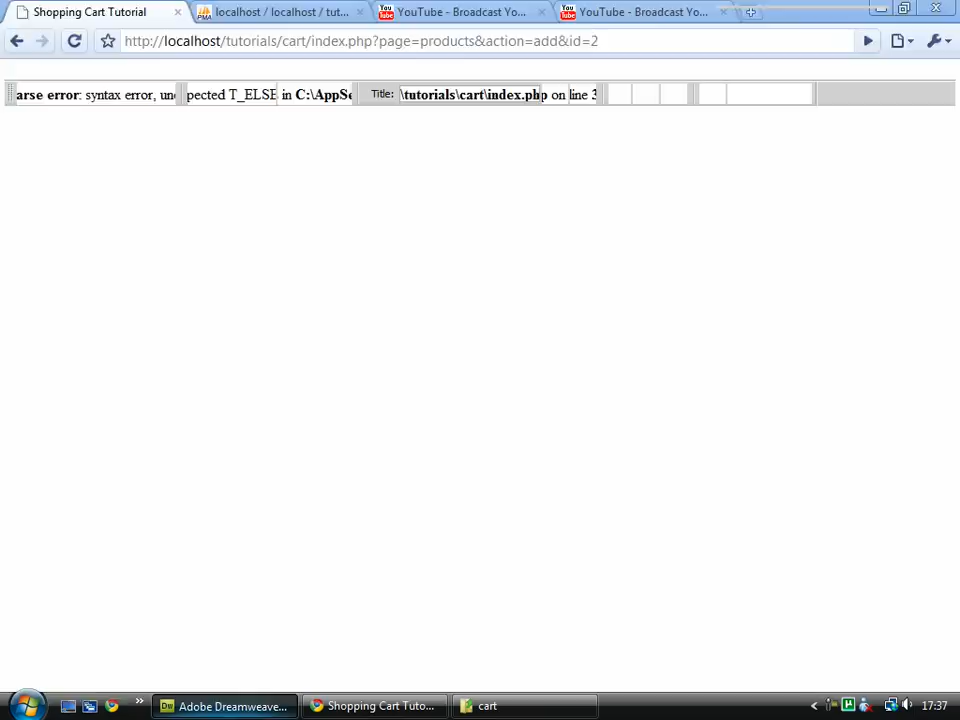 Shopping Cart Tutorial
localhost / localhost / tut...
YouTube - Broadcast Yo...
YouTube - Broadcast Yo...
http://localhost/tutorials/cart/index.php?page=products&action=add&id=2
arse error: syntax error, une pected T_ELSE in C:\AppSe Title: \tutorials\cart\index.php on line 3
Adobe Dreamweave...
Shopping Cart Tuto...
cart
17:37